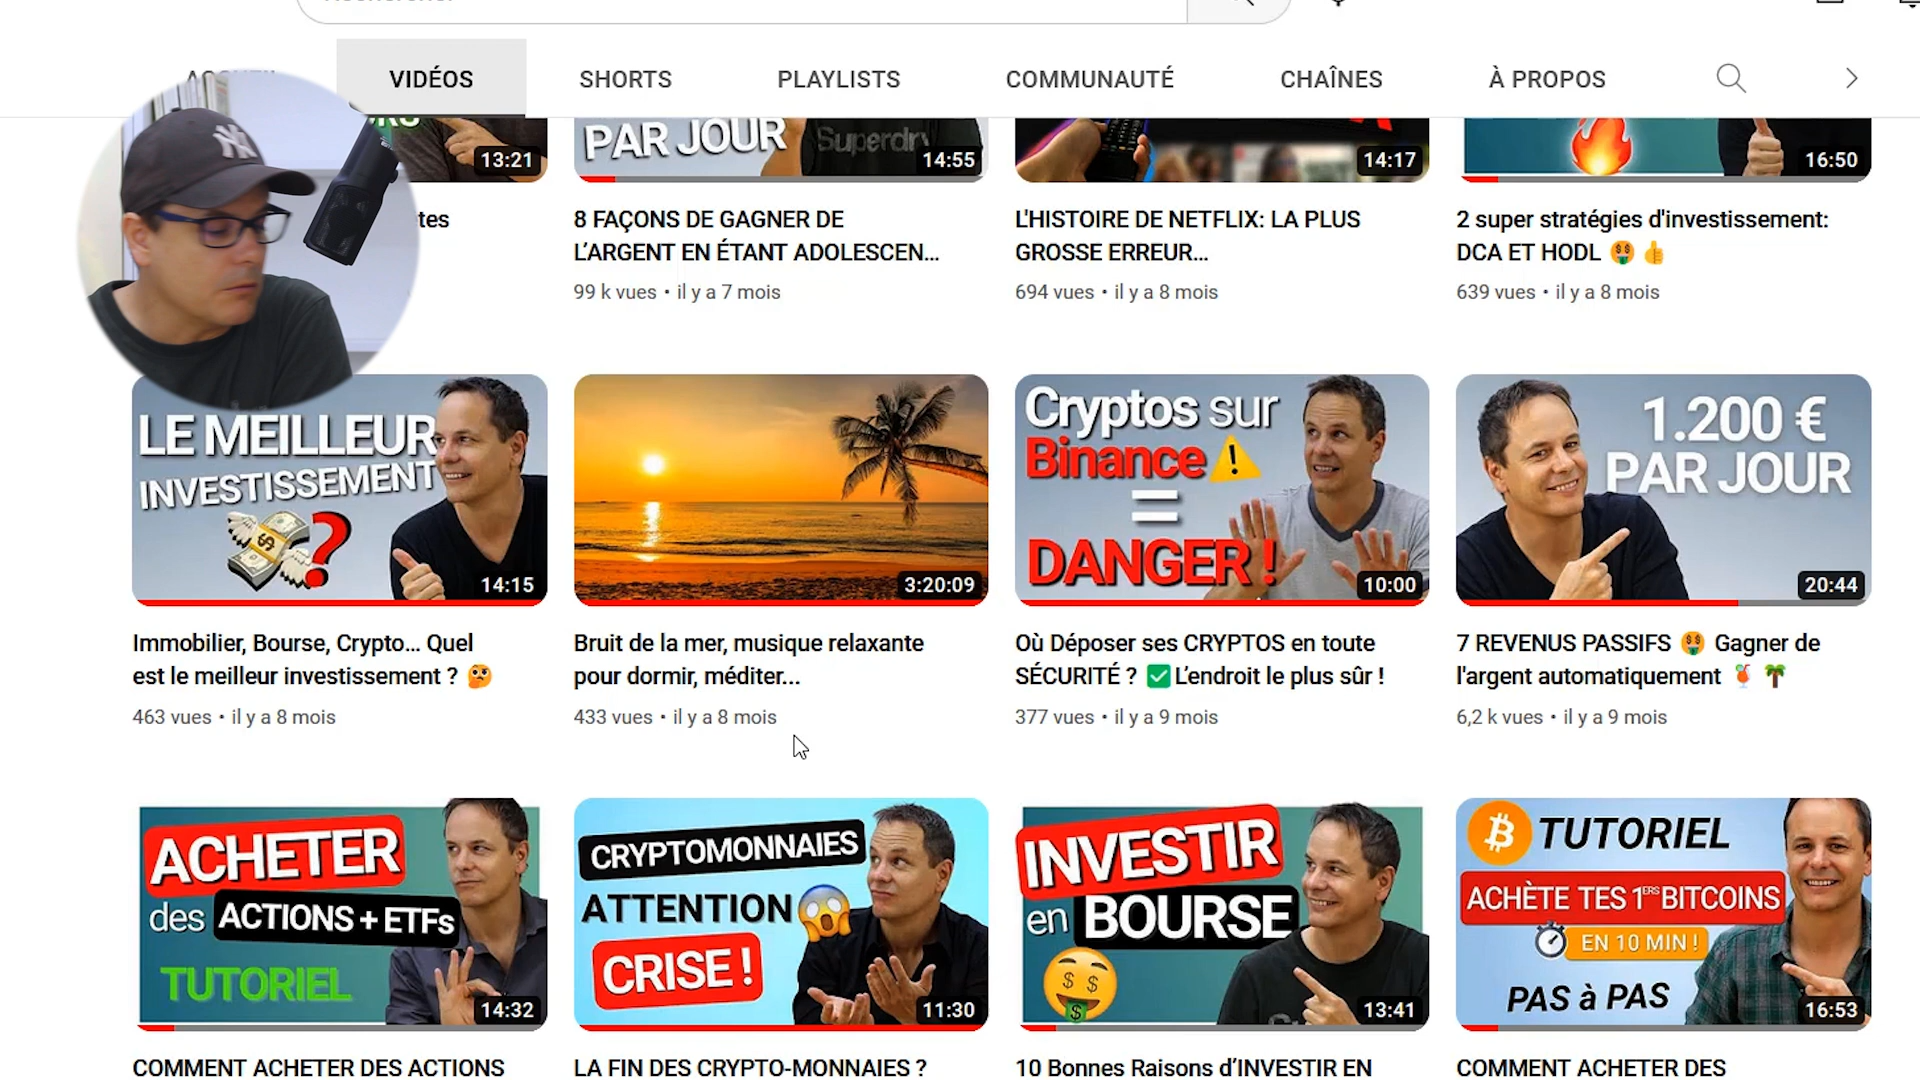 VIDÉOS
SHORTS
PLAYLISTS
COMMUNAUTÉ
CHAÎNES
À PROPOS
13:21
PAR JOUR
Superdry
14:55
14:17
16:50
8 FAÇONS DE GAGNER DE
L’ARGENT EN ÉTANT ADOLESCEN...
99 k vues • il y a 7 mois
L'HISTOIRE DE NETFLIX: LA PLUS
GROSSE ERREUR...
694 vues • il y a 8 mois
2 super stratégies d'investissement:
DCA ET HODL 🤑 👍
639 vues • il y a 8 mois
LE MEILLEUR
INVESTISSEMENT
?
14:15
3:20:09
Cryptos sur
Binance ⚠️
=
DANGER !
10:00
1.200 €
PAR JOUR
20:44
Immobilier, Bourse, Crypto... Quel
est le meilleur investissement ? 🤔
463 vues • il y a 8 mois
Bruit de la mer, musique relaxante
pour dormir, méditer...
433 vues • il y a 8 mois
Où Déposer ses CRYPTOS en toute
SÉCURITÉ ? ✅ L’endroit le plus sûr !
377 vues • il y a 9 mois
7 REVENUS PASSIFS 🤑 Gagner de
l'argent automatiquement 🍹 🌴
6,2 k vues • il y a 9 mois
ACHETER
des ACTIONS + ETFs
TUTORIEL
14:32
CRYPTOMONNAIES
ATTENTION 😱
CRISE !
11:30
INVESTIR
en BOURSE
13:41
TUTORIEL
ACHÈTE TES 1ERS BITCOINS
EN 10 MIN !
PAS à PAS
16:53
COMMENT ACHETER DES ACTIONS
LA FIN DES CRYPTO-MONNAIES ?
10 Bonnes Raisons d’INVESTIR EN
COMMENT ACHETER DES